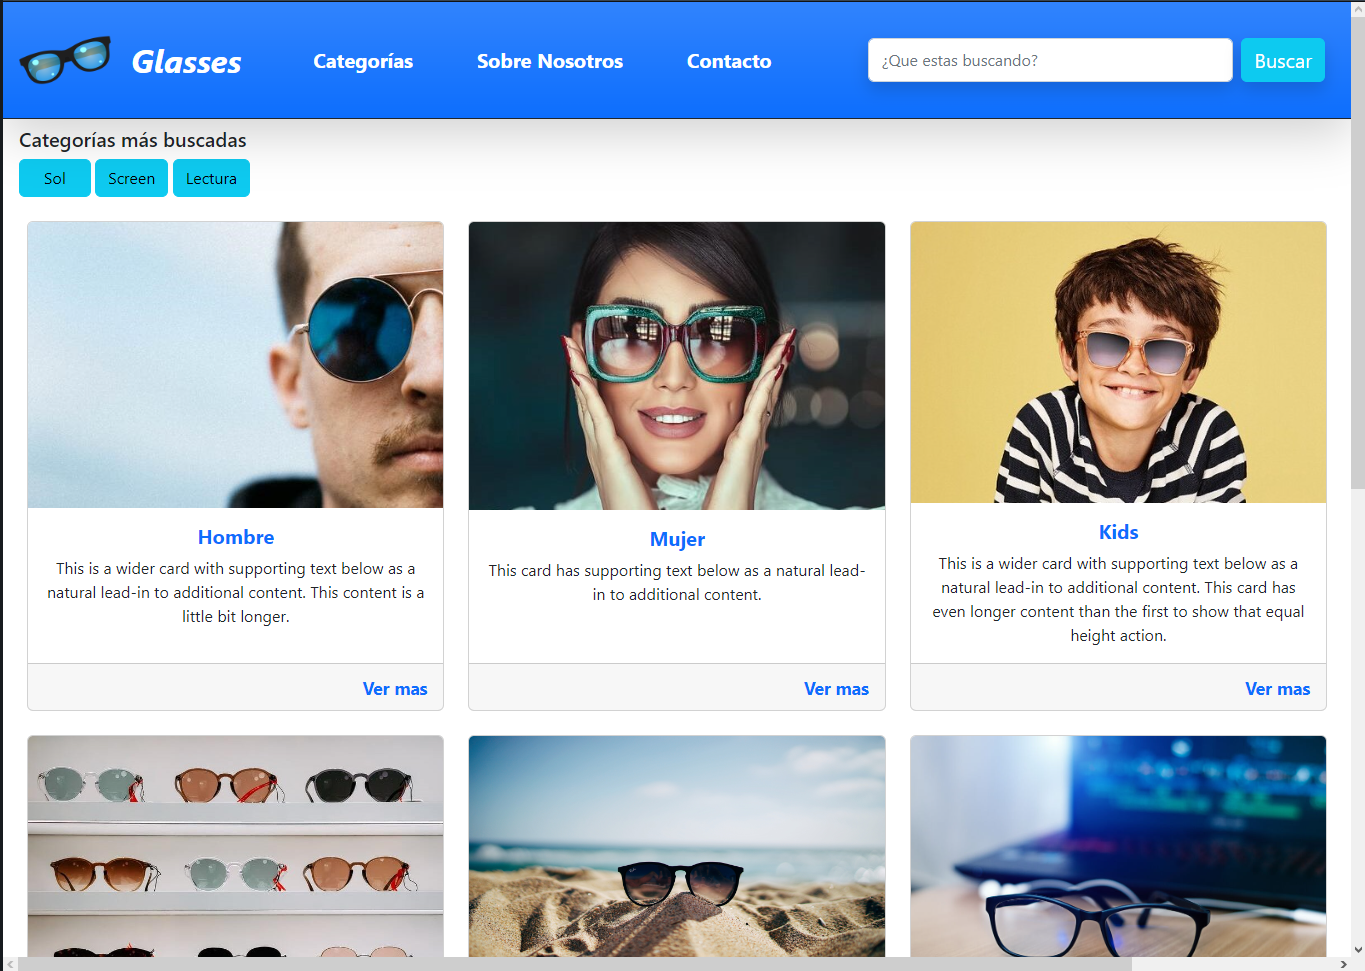 Glasses
Categorías
Sobre Nosotros
Contacto
¿Que estas buscando?
Buscar
Categorías más buscadas
Sol
Screen
Lectura
Hombre
This is a wider card with supporting text below as a
natural lead-in to additional content. This content is a
little bit longer.
Ver mas
Mujer
This card has supporting text below as a natural lead-
in to additional content.
Ver mas
Kids
This is a wider card with supporting text below as a
natural lead-in to additional content. This card has
even longer content than the first to show that equal
height action.
Ver mas